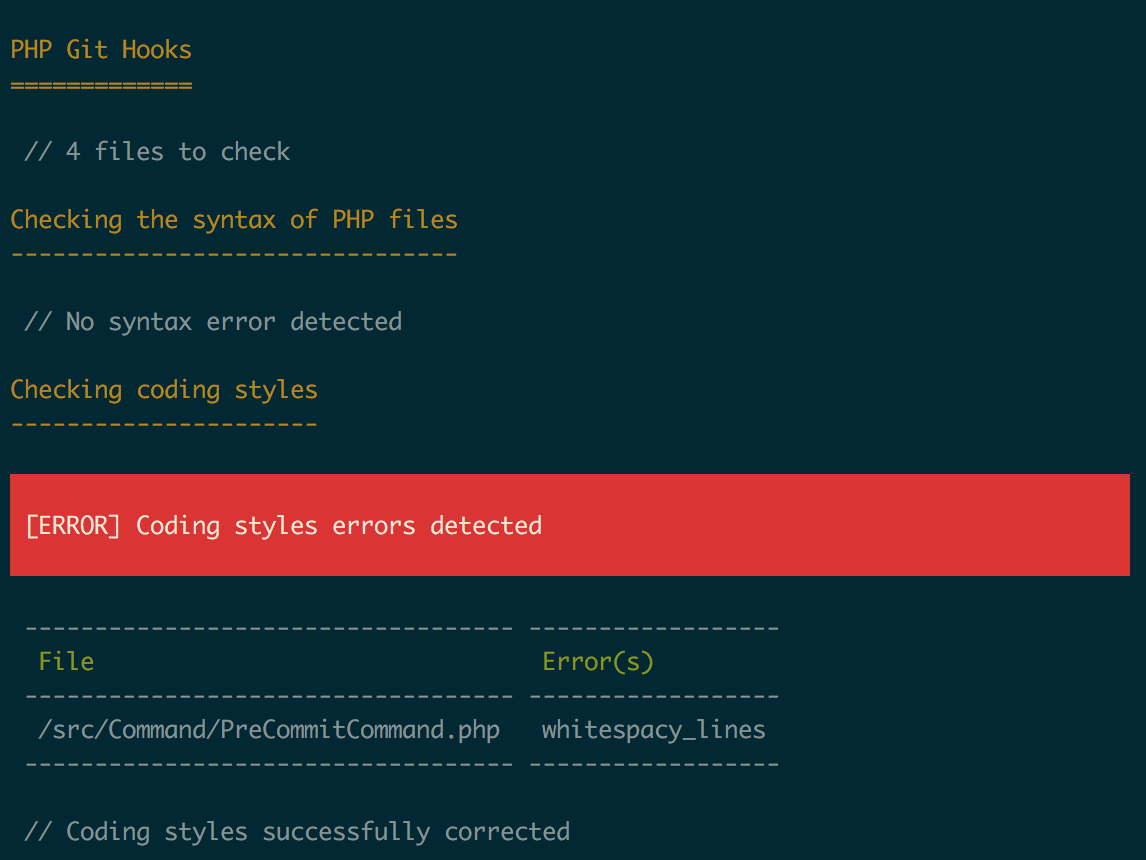 PHP Git Hooks
=============
// 4 files to check
Checking the syntax of PHP files
--------------------------------
// No syntax error detected
Checking coding styles
----------------------
[ERROR] Coding styles errors detected
----------------------------------- ------------------
File Error(s)
----------------------------------- ------------------
/src/Command/PreCommitCommand.php whitespacy_lines
----------------------------------- ------------------
// Coding styles successfully corrected